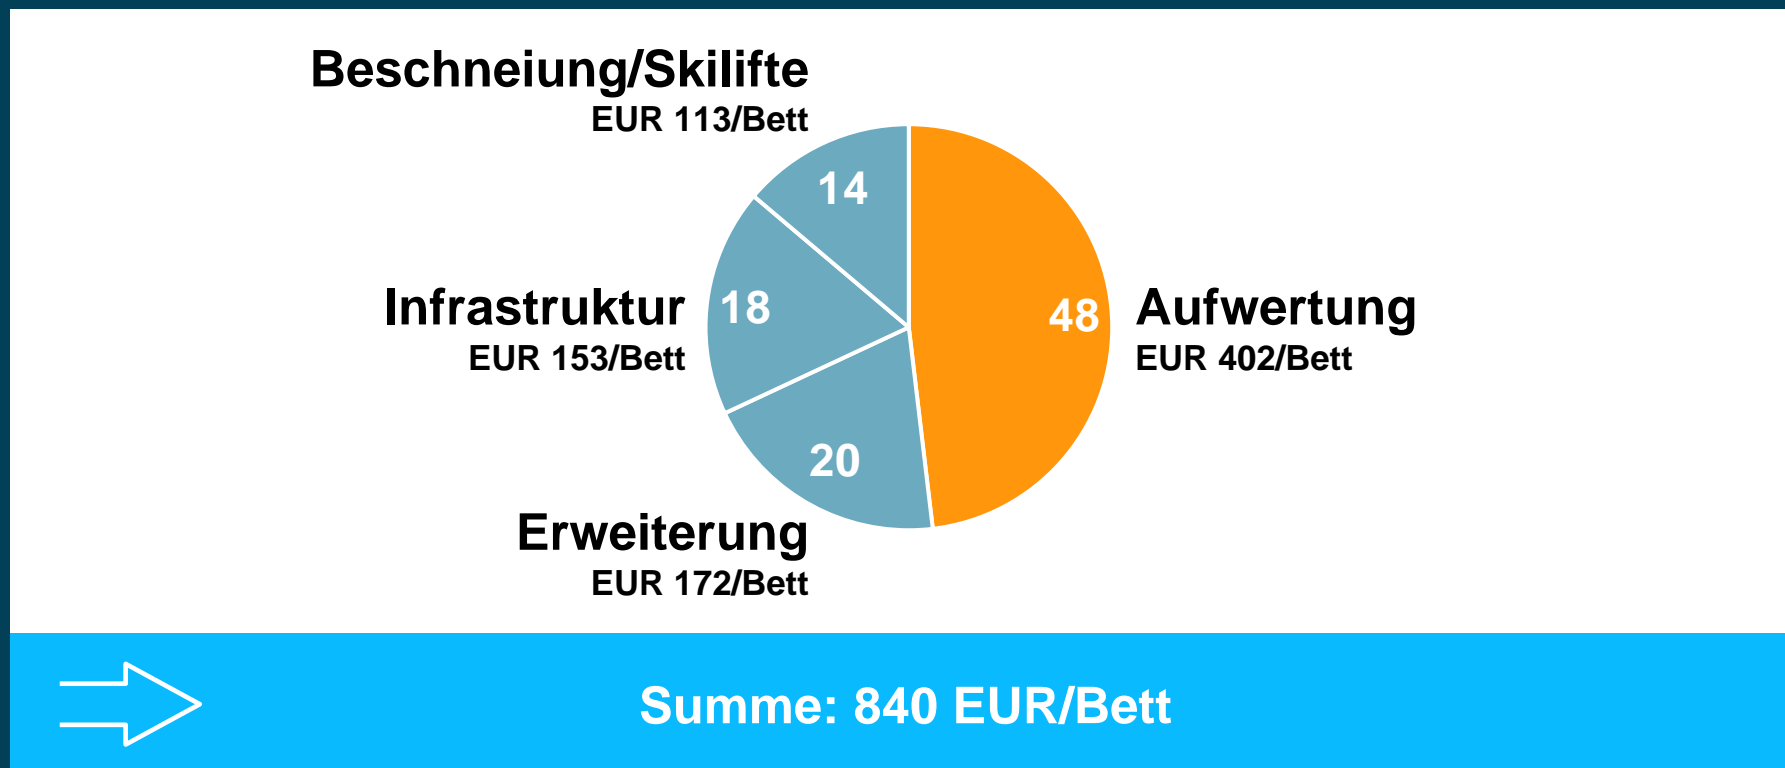 Beschneiung/Skilifte
EUR 113/Bett
14
18
Infrastruktur
EUR 153/Bett
48
Aufwertung
EUR 402/Bett
20
Erweiterung
EUR 172/Bett
Summe: 840 EUR/Bett